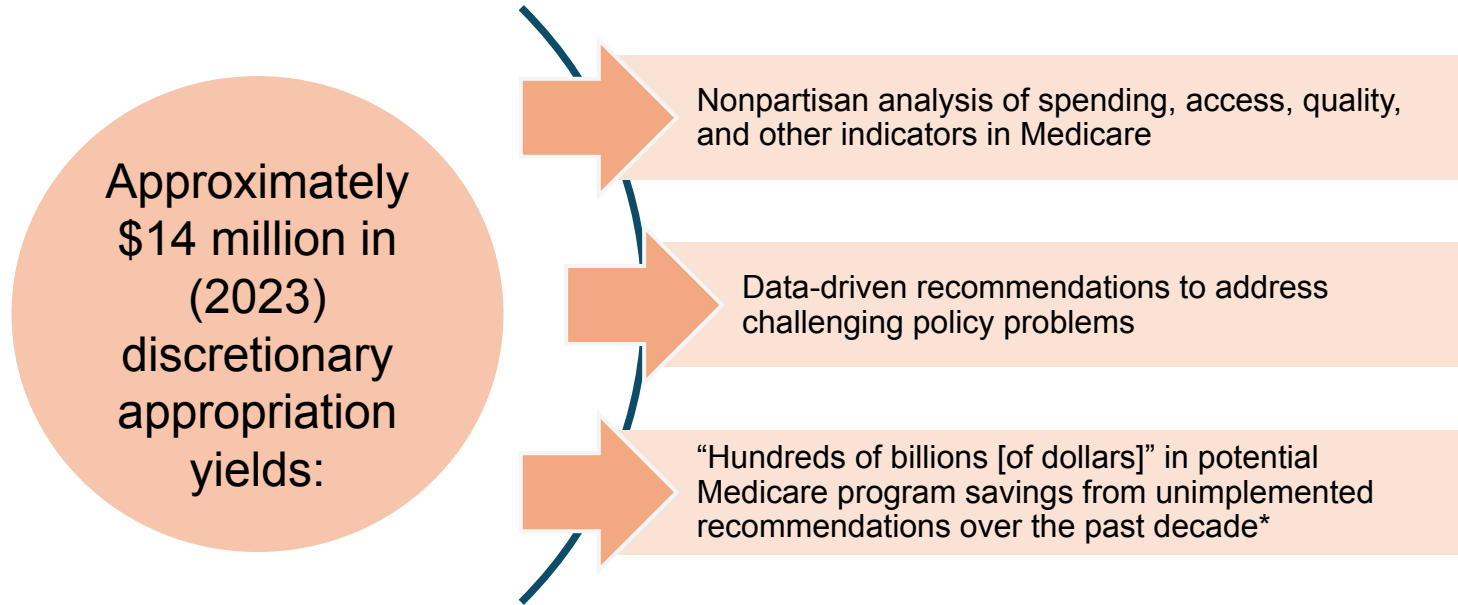 Approximately
$14 million in
(2023)
discretionary
appropriation
yields:
Nonpartisan analysis of spending, access, quality,
and other indicators in Medicare
Data-driven recommendations to address
challenging policy problems
“Hundreds of billions [of dollars]” in potential
Medicare program savings from unimplemented
recommendations over the past decade*